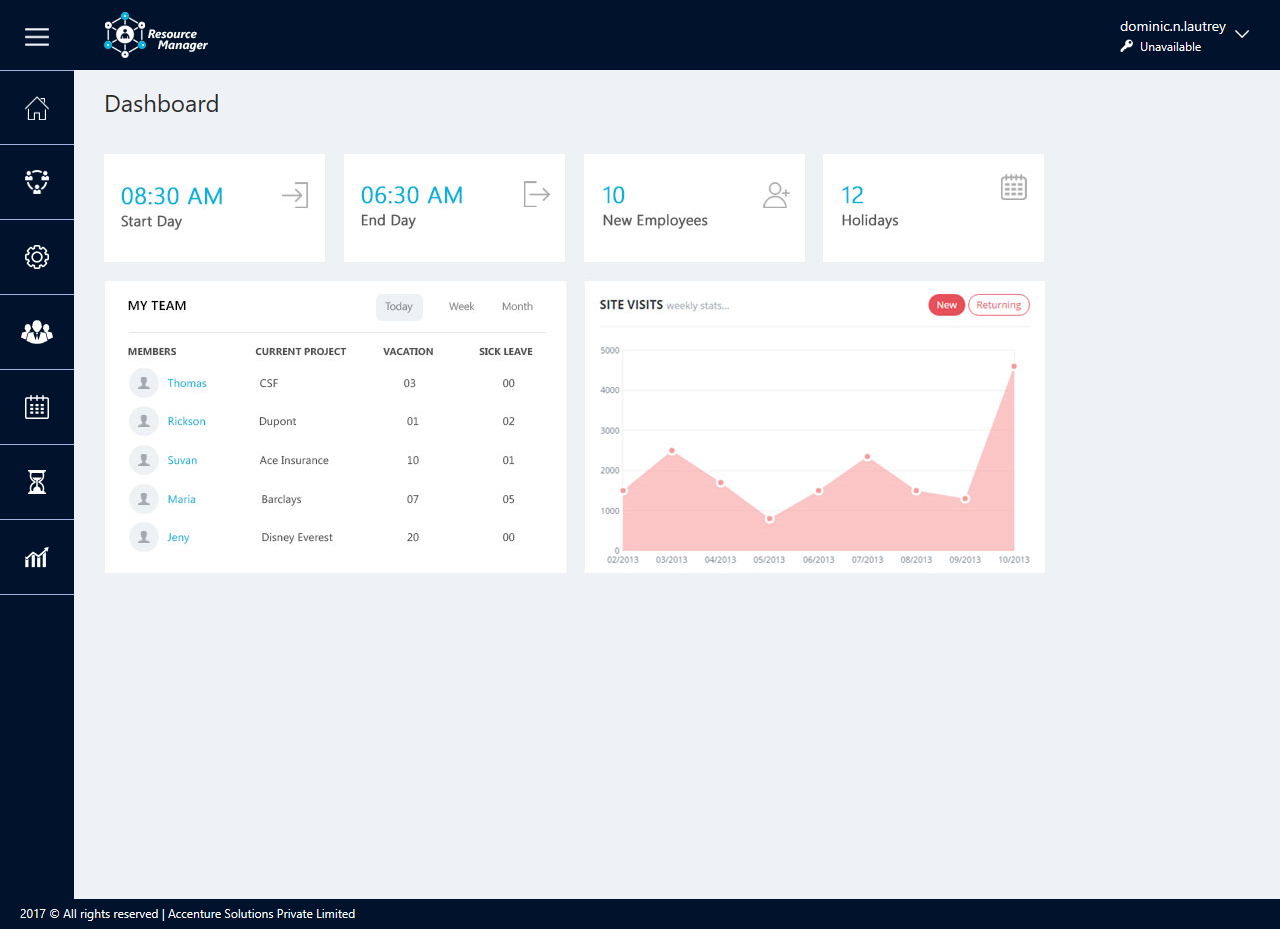 Resource
Manager
dominic.n.lautrey
Unavailable
Dashboard
08:30 AM
Start Day
06:30 AM
End Day
10
New Employees
12
Holidays
MY TEAM
Today Week Month
MEMBERS CURRENT PROJECT VACATION SICK LEAVE
Thomas CSF 03 00
Rickson Dupont 01 02
Suvan Ace Insurance 10 01
Maria Barclays 07 05
Jeny Disney Everest 20 00
SITE VISITS weekly stats...
New Returning
5000
4000
3000
2000
1000
0
02/2013 03/2013 04/2013 05/2013 06/2013 07/2013 08/2013 09/2013 10/2013
2017 © All rights reserved | Accenture Solutions Private Limited